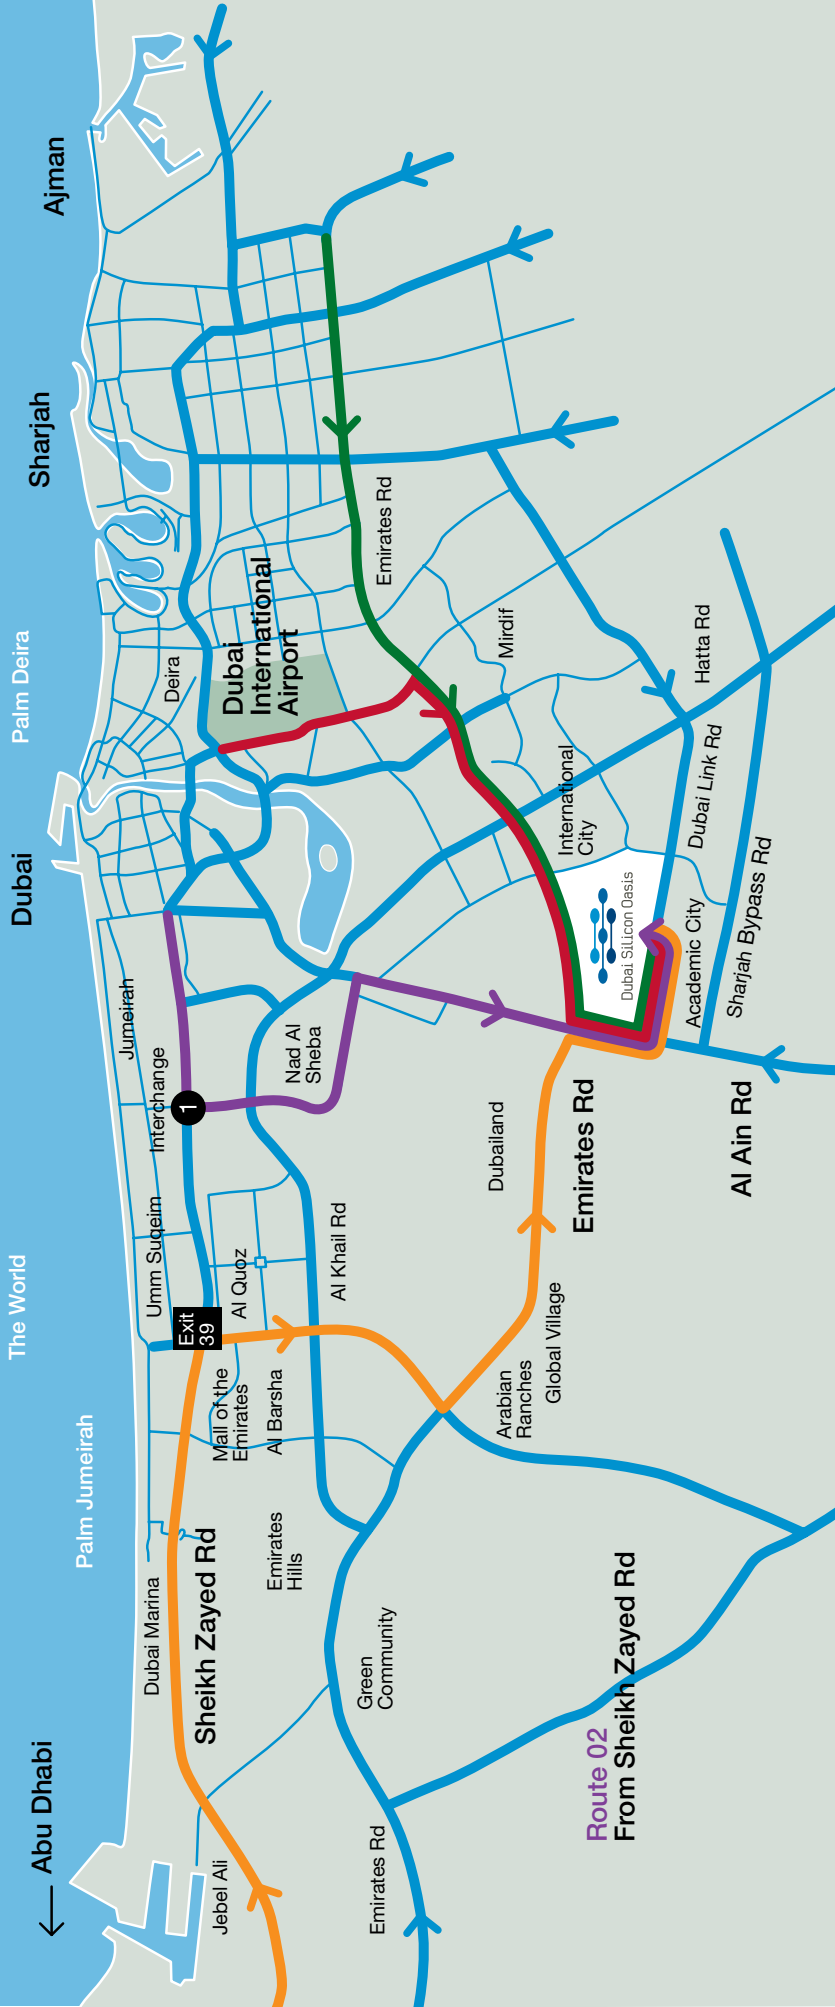 Abu Dhabi
Palm Jumeirah
The World
Dubai
Palm Deira
Sharjah
Ajman
Jebel Ali
Dubai Marina
Sheikh Zayed Rd
Mall of the
Emirates
Al Barsha
Exit
39
Umm Suqeim
Al Quoz
Interchange
1
Jumeirah
Deira
Dubai
International
Airport
Emirates Rd
Emirates Rd
Green
Community
Emirates
Hills
Al Khail Rd
Nad Al
Sheba
Arabian
Ranches
Global Village
Dubailand
Emirates Rd
International
City
Mirdif
Dubai Silicon Oasis
Academic City
Dubai Link Rd
Hatta Rd
Sharjah Bypass Rd
Al Ain Rd
Route 02
From Sheikh Zayed Rd